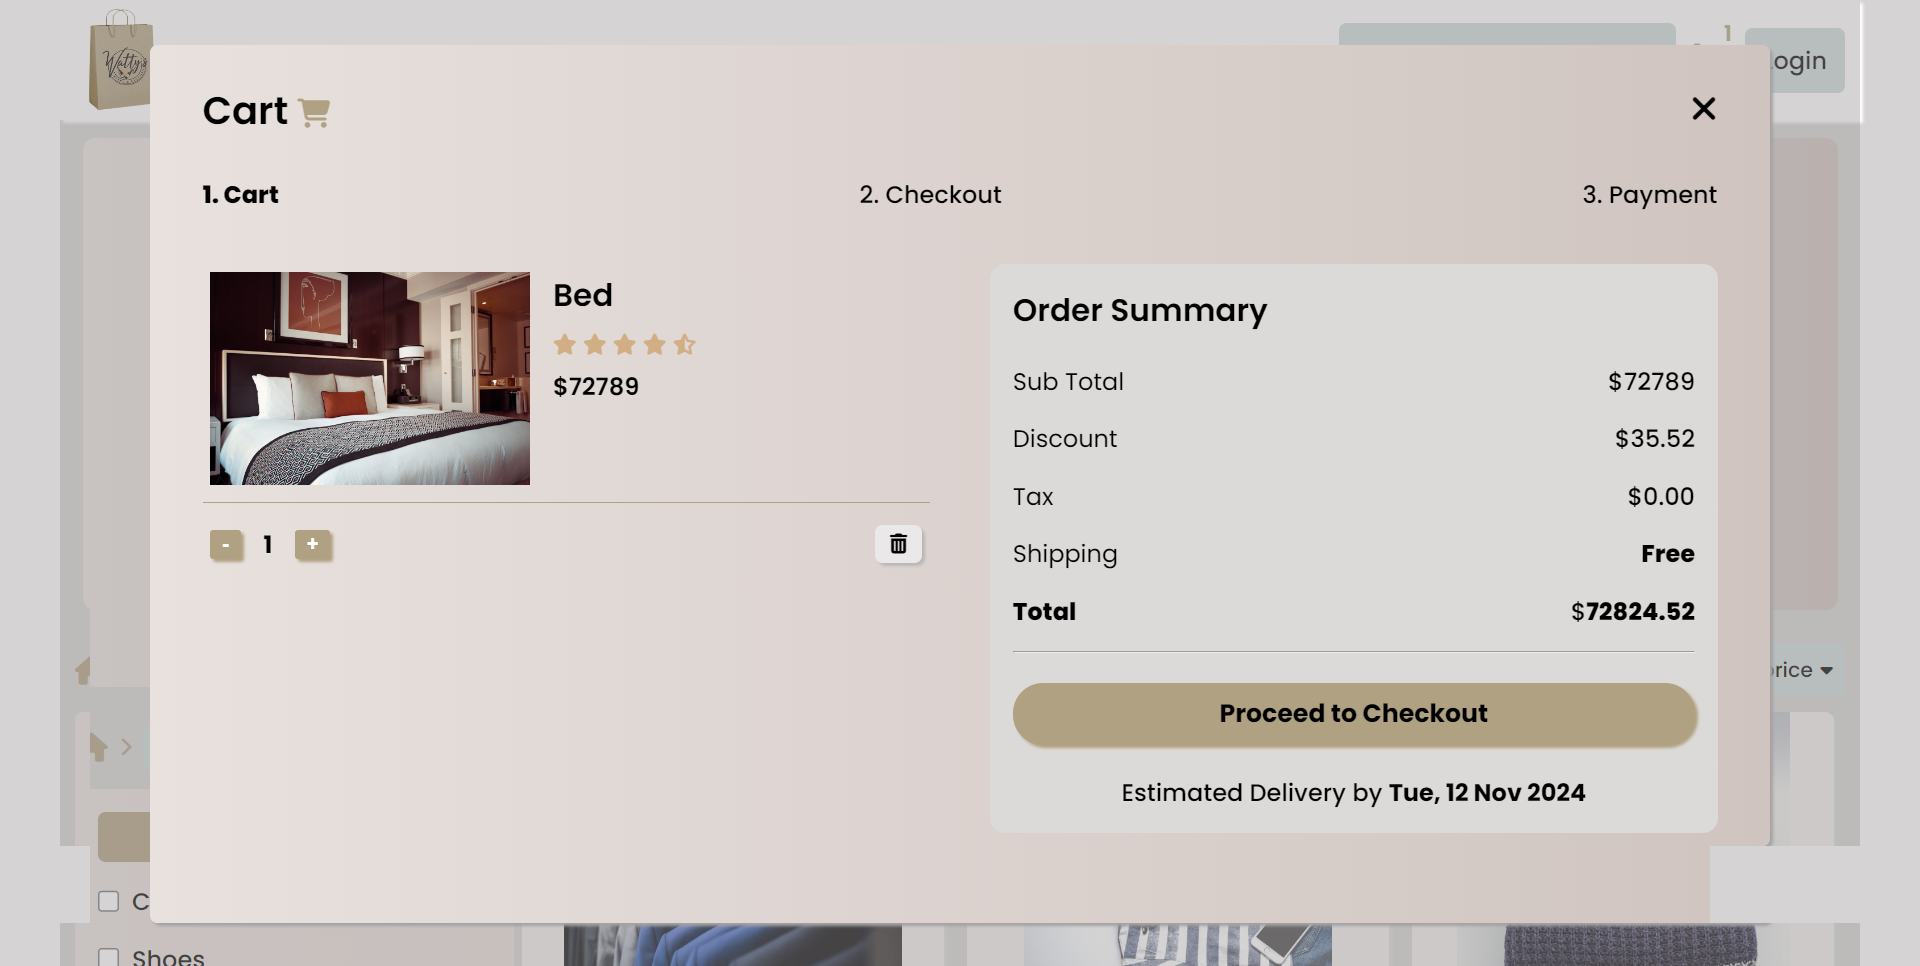 Watty's
1
ogin
Cart
1. Cart
2. Checkout
3. Payment
Bed
$72789
- 1 +
Order Summary
Sub Total $72789
Discount $35.52
Tax $0.00
Shipping Free
Total $72824.52
Proceed to Checkout
Estimated Delivery by Tue, 12 Nov 2024
rice
C
Shoes